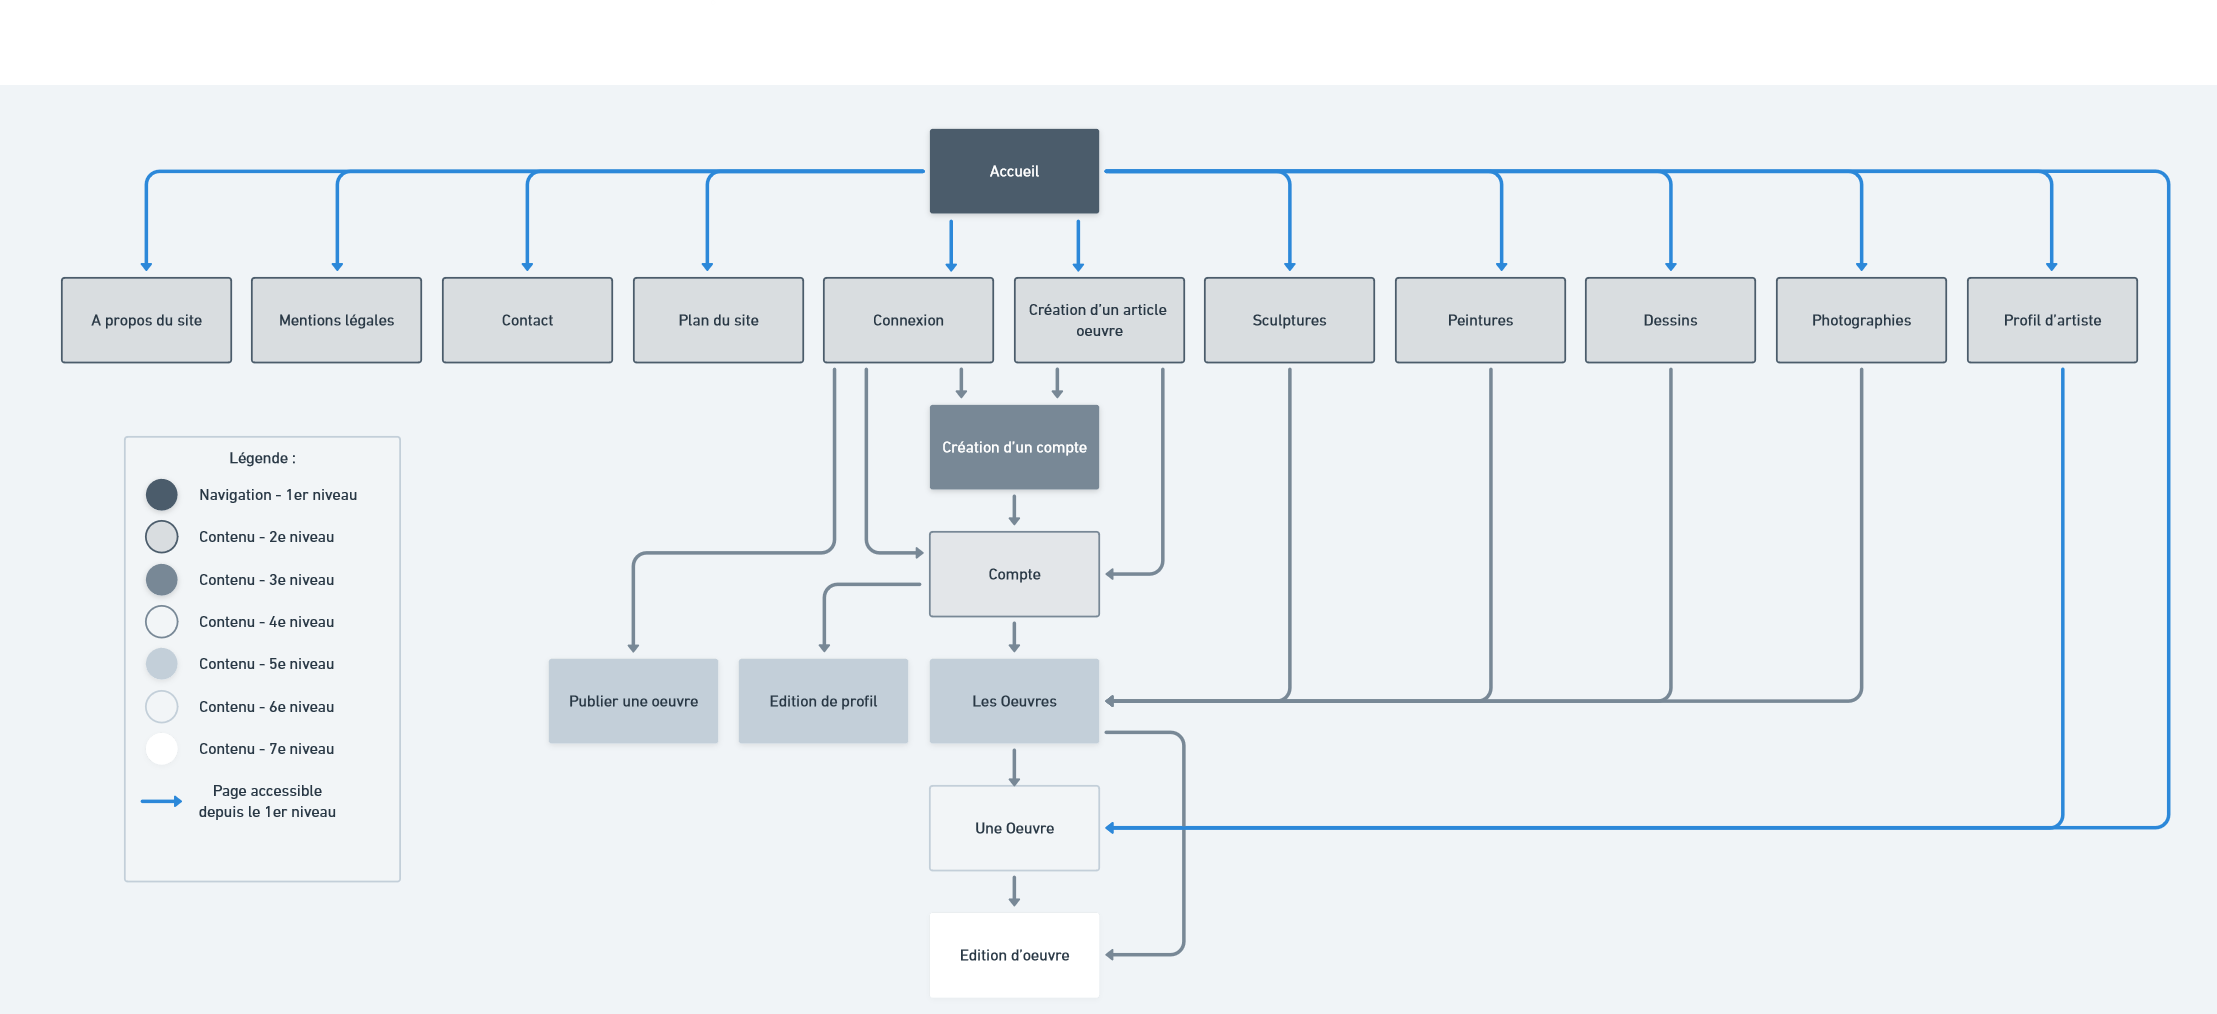 Accueil
A propos du site
Mentions légales
Contact
Plan du site
Connexion
Création d'un article
oeuvre
Sculptures
Peintures
Dessins
Photographies
Profil d'artiste
Création d'un compte
Légende :
Navigation - 1er niveau
Contenu - 2e niveau
Contenu - 3e niveau
Contenu - 4e niveau
Contenu - 5e niveau
Contenu - 6e niveau
Contenu - 7e niveau
Page accessible
depuis le 1er niveau
Compte
Publier une oeuvre
Edition de profil
Les Oeuvres
Une Oeuvre
Edition d'oeuvre